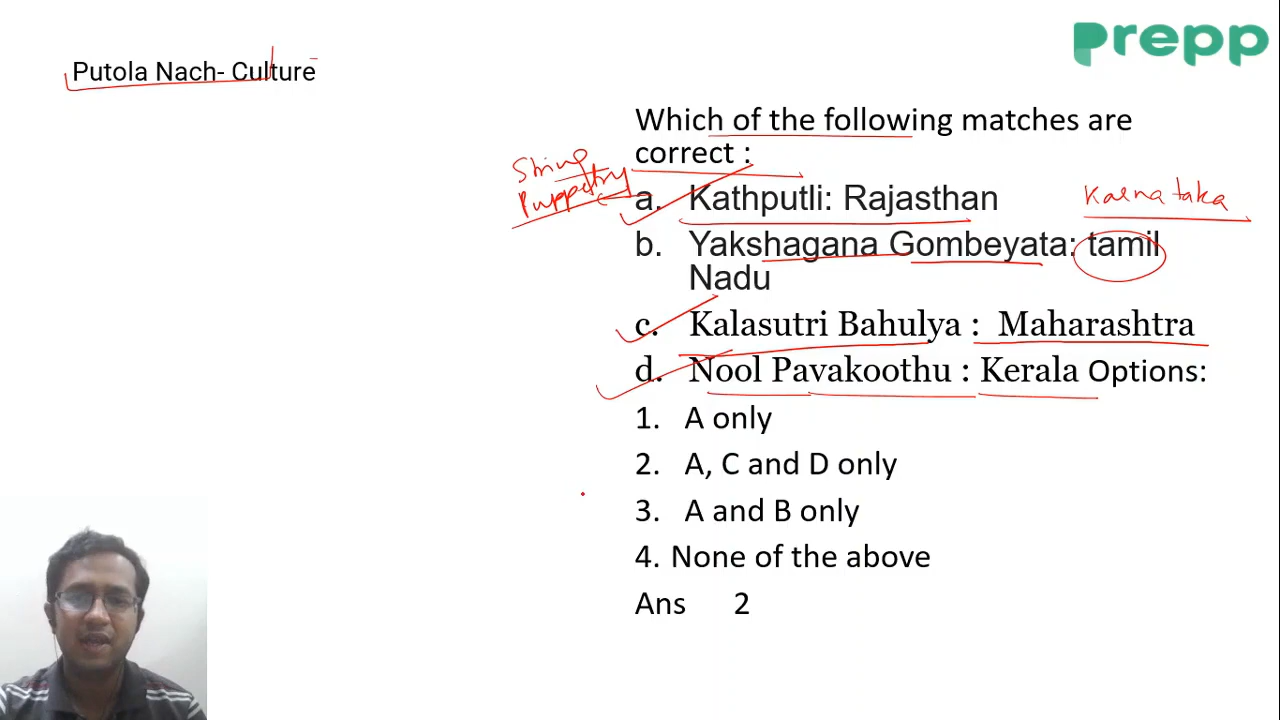 Prepp
Putola Nach- Culture
Which of the following matches are
correct :
String
Puppetry
a. Kathputli: Rajasthan
Karnataka
b. Yakshagana Gombeyata: tamil
Nadu
c. Kalasutri Bahulya : Maharashtra
d. Nool Pavakoothu : Kerala Options:
1. A only
2. A, C and D only
3. A and B only
4. None of the above
Ans 2